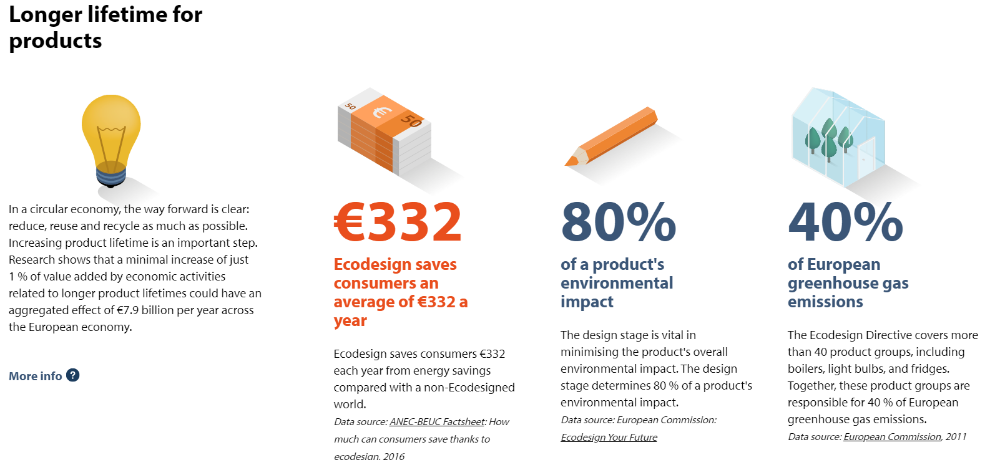 Longer lifetime for
products
In a circular economy, the way forward is clear:
reduce, reuse and recycle as much as possible.
Increasing product lifetime is an important step.
Research shows that a minimal increase of just
1 % of value added by economic activities
related to longer product lifetimes could have an
aggregated effect of €7.9 billion per year across
the European economy.
More info ?
50 € 50
€332
Ecodesign saves
consumers an
average of €332 a
year
Ecodesign saves consumers €332
each year from energy savings
compared with a non-Ecodesigned
world.
Data source: ANEC-BEUC Factsheet: How
much can consumers save thanks to
ecodesign, 2016
80%
of a product's
environmental
impact
The design stage is vital in
minimising the product's overall
environmental impact. The design
stage determines 80 % of a product's
environmental impact.
Data source: European Commission:
Ecodesign Your Future
40%
of European
greenhouse gas
emissions
The Ecodesign Directive covers more
than 40 product groups, including
boilers, light bulbs, and fridges.
Together, these product groups are
responsible for 40 % of European
greenhouse gas emissions.
Data source: European Commission, 2011